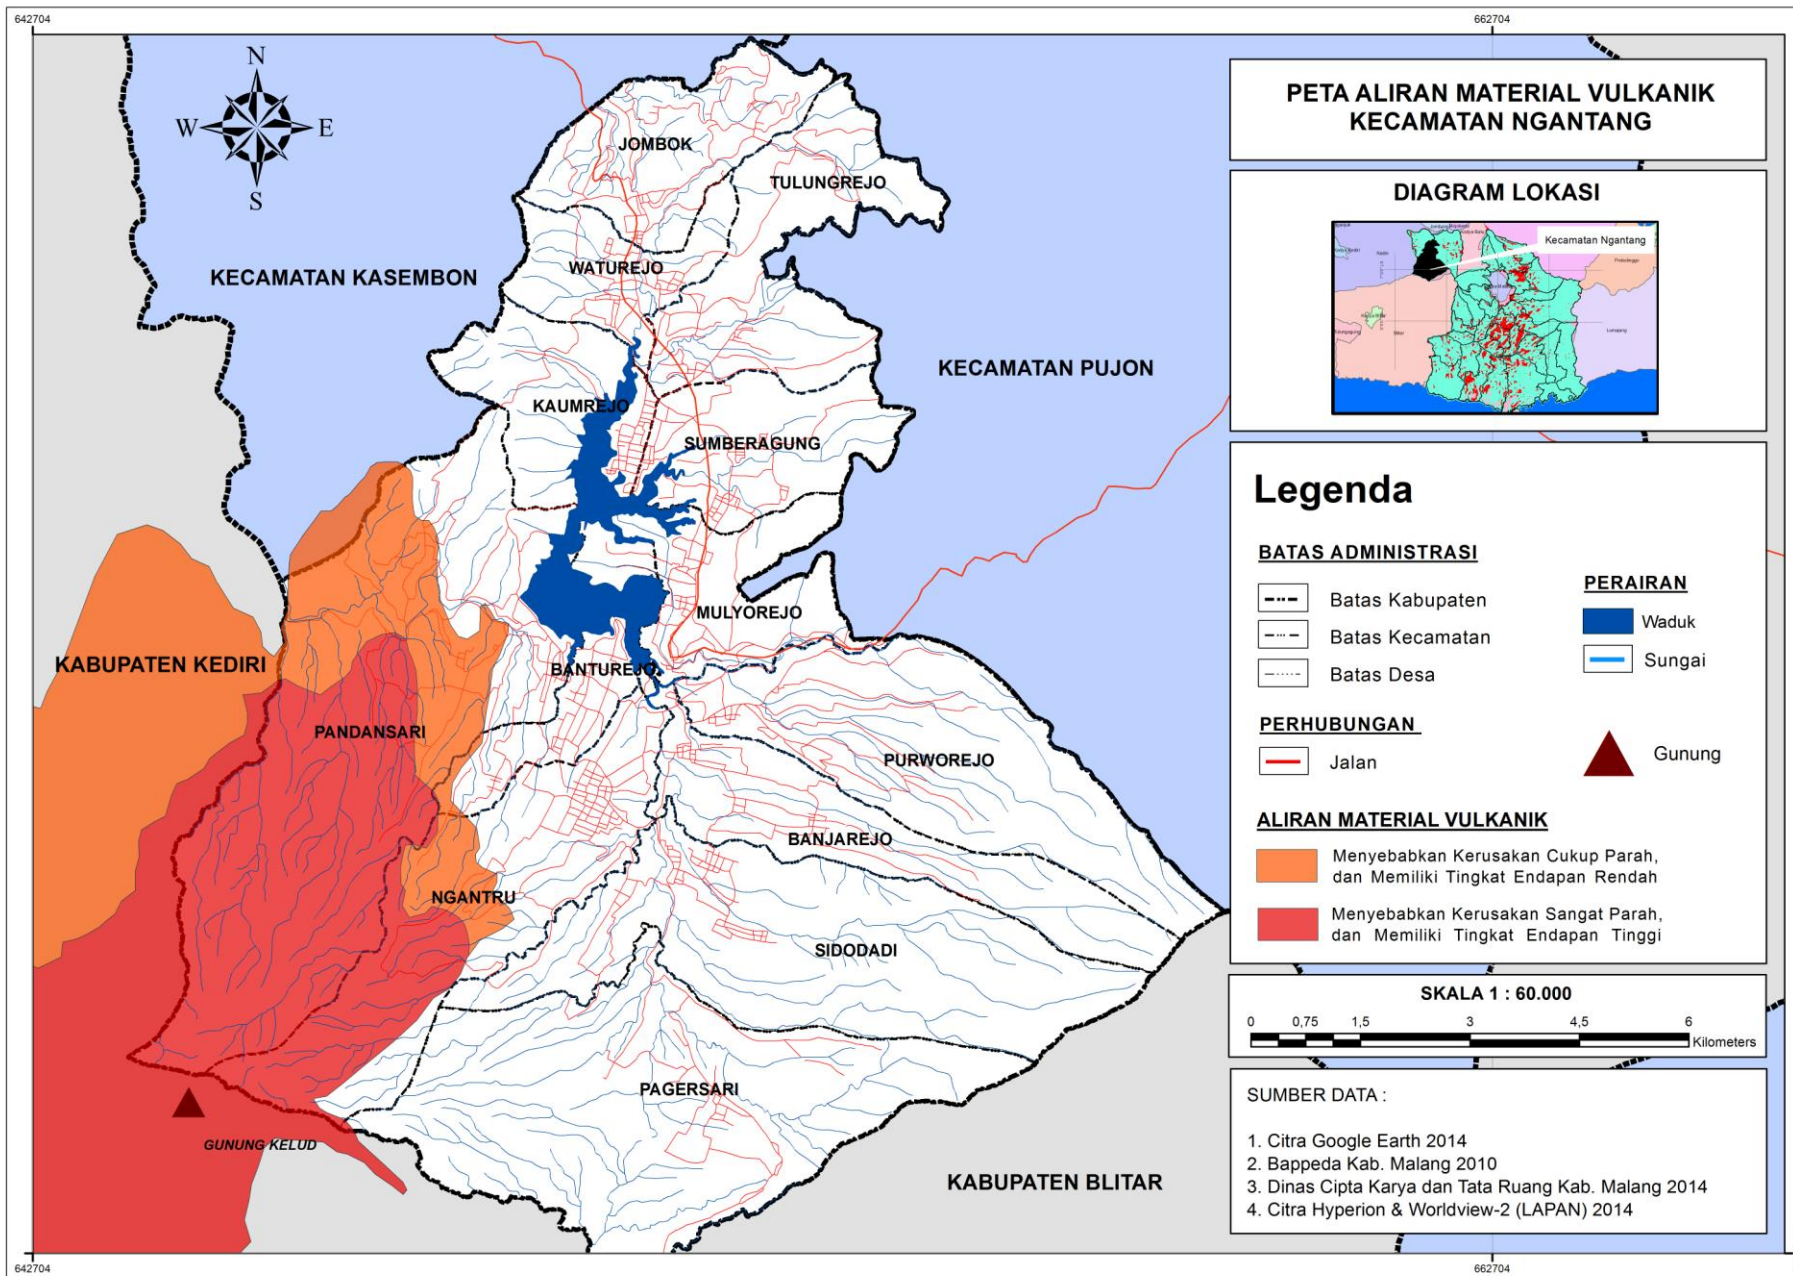 642704
662704
N
W
E
S
PETA ALIRAN MATERIAL VULKANIK
KECAMATAN NGANTANG
DIAGRAM LOKASI
Kecamatan Ngantang
JOMBOK
TULUNGREJO
WATUREJO
KECAMATAN KASEMBON
KECAMATAN PUJON
KAUMREJO
SUMBERAGUNG
MULYOREJO
KABUPATEN KEDIRI
BANTUREJO
PANDANSARI
PURWOREJO
BANJAREJO
NGANTRU
SIDODADI
PAGERSARI
GUNUNG KELUD
KABUPATEN BLITAR
Legenda
BATAS ADMINISTRASI
Batas Kabupaten
Batas Kecamatan
Batas Desa
PERAIRAN
Waduk
Sungai
PERHUBUNGAN
Jalan
Gunung
ALIRAN MATERIAL VULKANIK
Menyebabkan Kerusakan Cukup Parah,
dan Memiliki Tingkat Endapan Rendah
Menyebabkan Kerusakan Sangat Parah,
dan Memiliki Tingkat Endapan Tinggi
SKALA 1 : 60.000
0 0,75 1,5 3 4,5 6
Kilometers
SUMBER DATA :
1. Citra Google Earth 2014
2. Bappeda Kab. Malang 2010
3. Dinas Cipta Karya dan Tata Ruang Kab. Malang 2014
4. Citra Hyperion & Worldview-2 (LAPAN) 2014
642704
662704